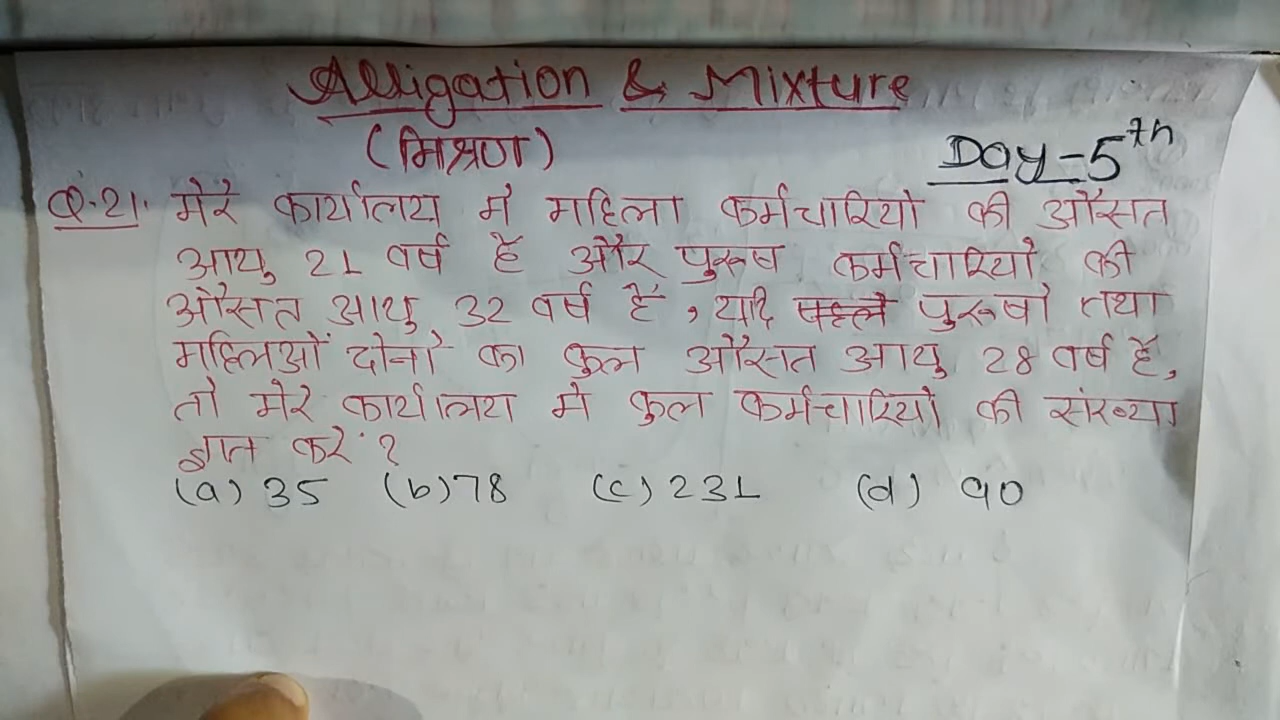 Alligation & Mixture
(मिश्रण)
Day-5th
Q.21. मेरे कार्यालय मे महिला कर्मचारियो की औसत
आयु 21 वर्ष है और पुरूष कर्मचारियो की
औसत आयु 32 वर्ष है, यदि पुरूषो तथा
महिलओं दोनो का कुल औसत आयु 28 वर्ष है,
तो मेरे कार्यालय मे कुल कर्मचारियो की संख्या
ज्ञात करे ?
(a) 35 (b) 78 (c) 231 (d) 90